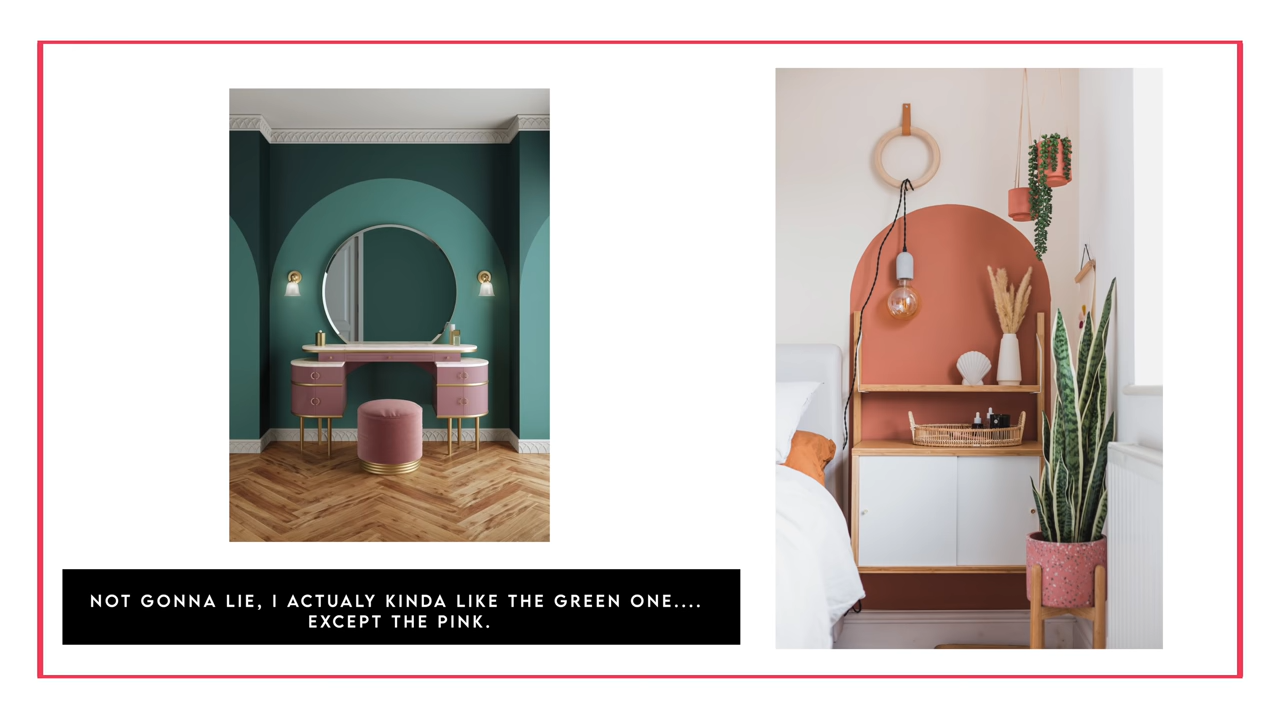 NOT GONNA LIE, I ACTUALY KINDA LIKE THE GREEN ONE....
EXCEPT THE PINK.